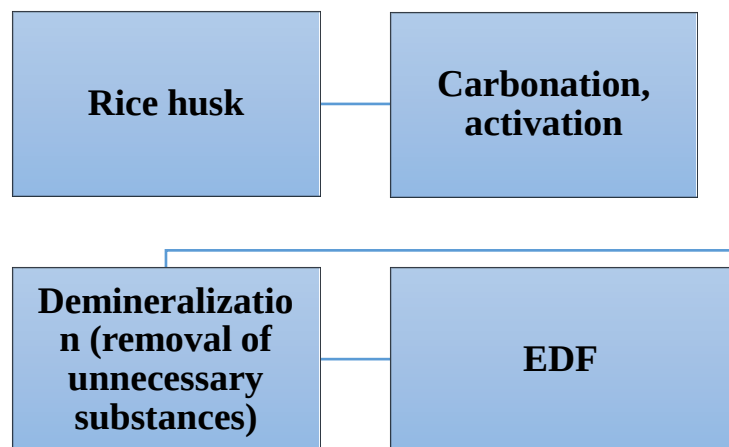 Rice husk
Carbonation,
activation
Demineralizatio
n (removal of
unnecessary
substances)
EDF